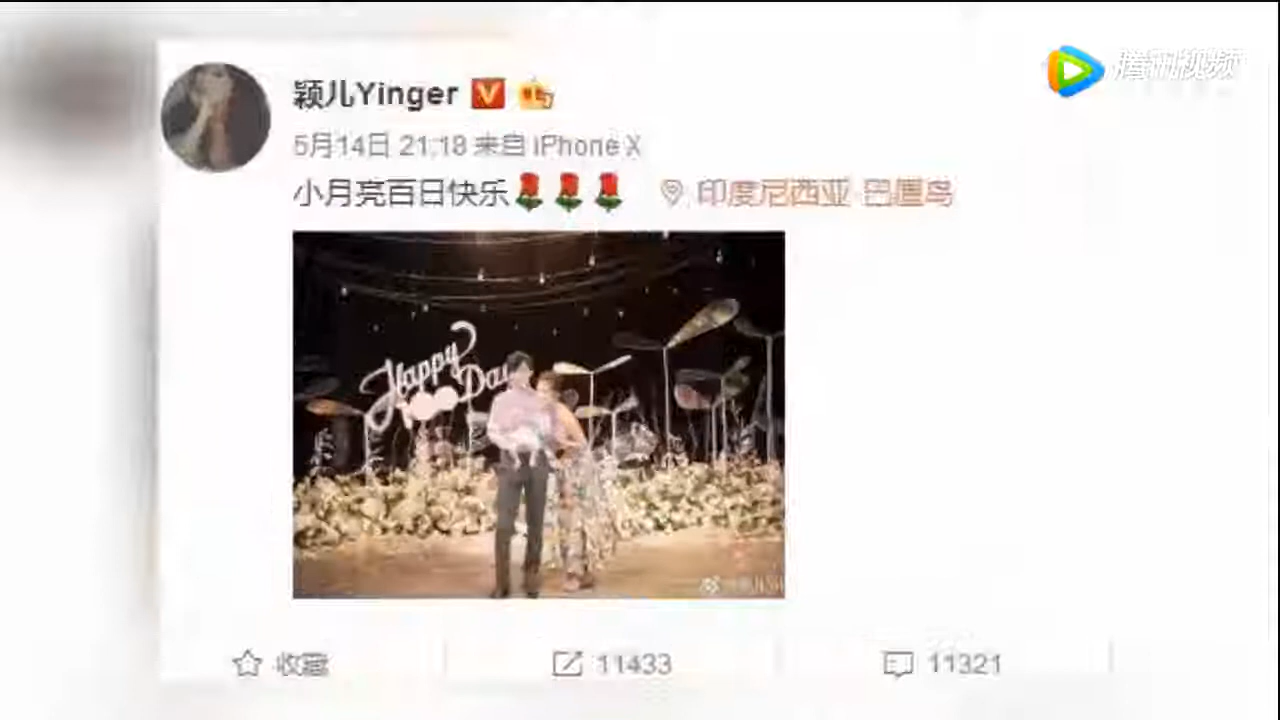 腾讯视频
颖儿Yinger
5月14日 21:18 来自 iPhone X
小月亮百日快乐 印度尼西亚·巴厘岛
Happy
100 Day
收藏 11433 11321